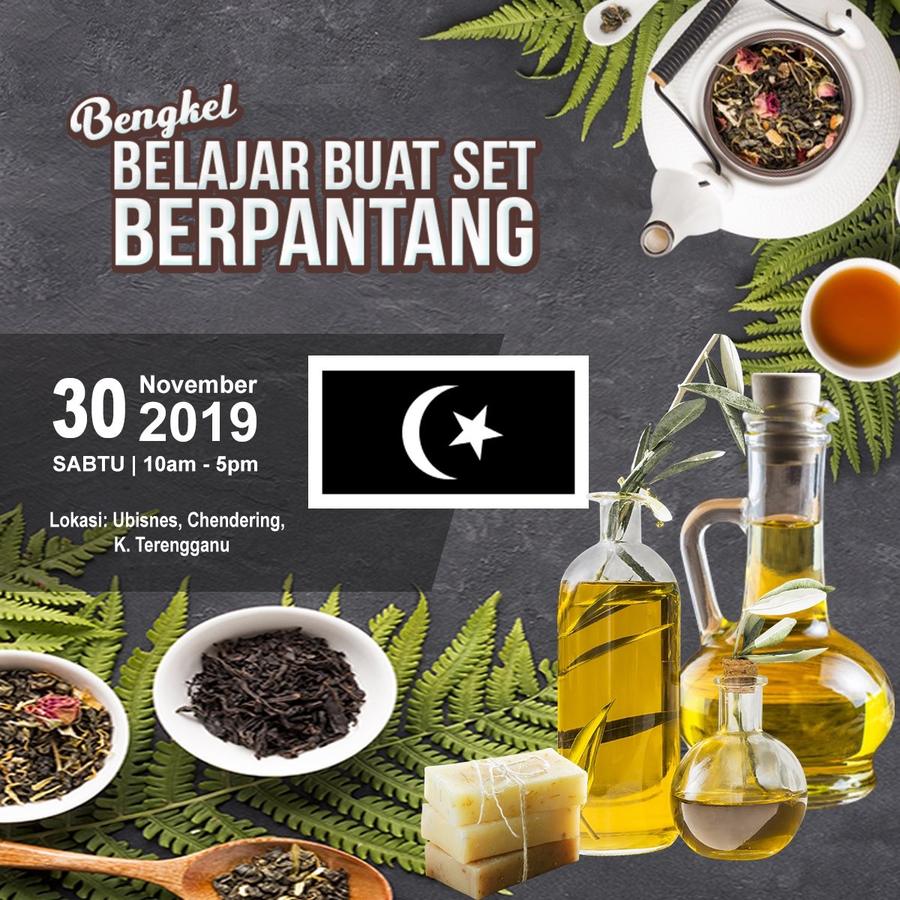 Bengkel
BELAJAR BUAT SET
BERPANTANG
30 November
2019
SABTU | 10am - 5pm
Lokasi: Ubisnes, Chendering,
K. Terengganu